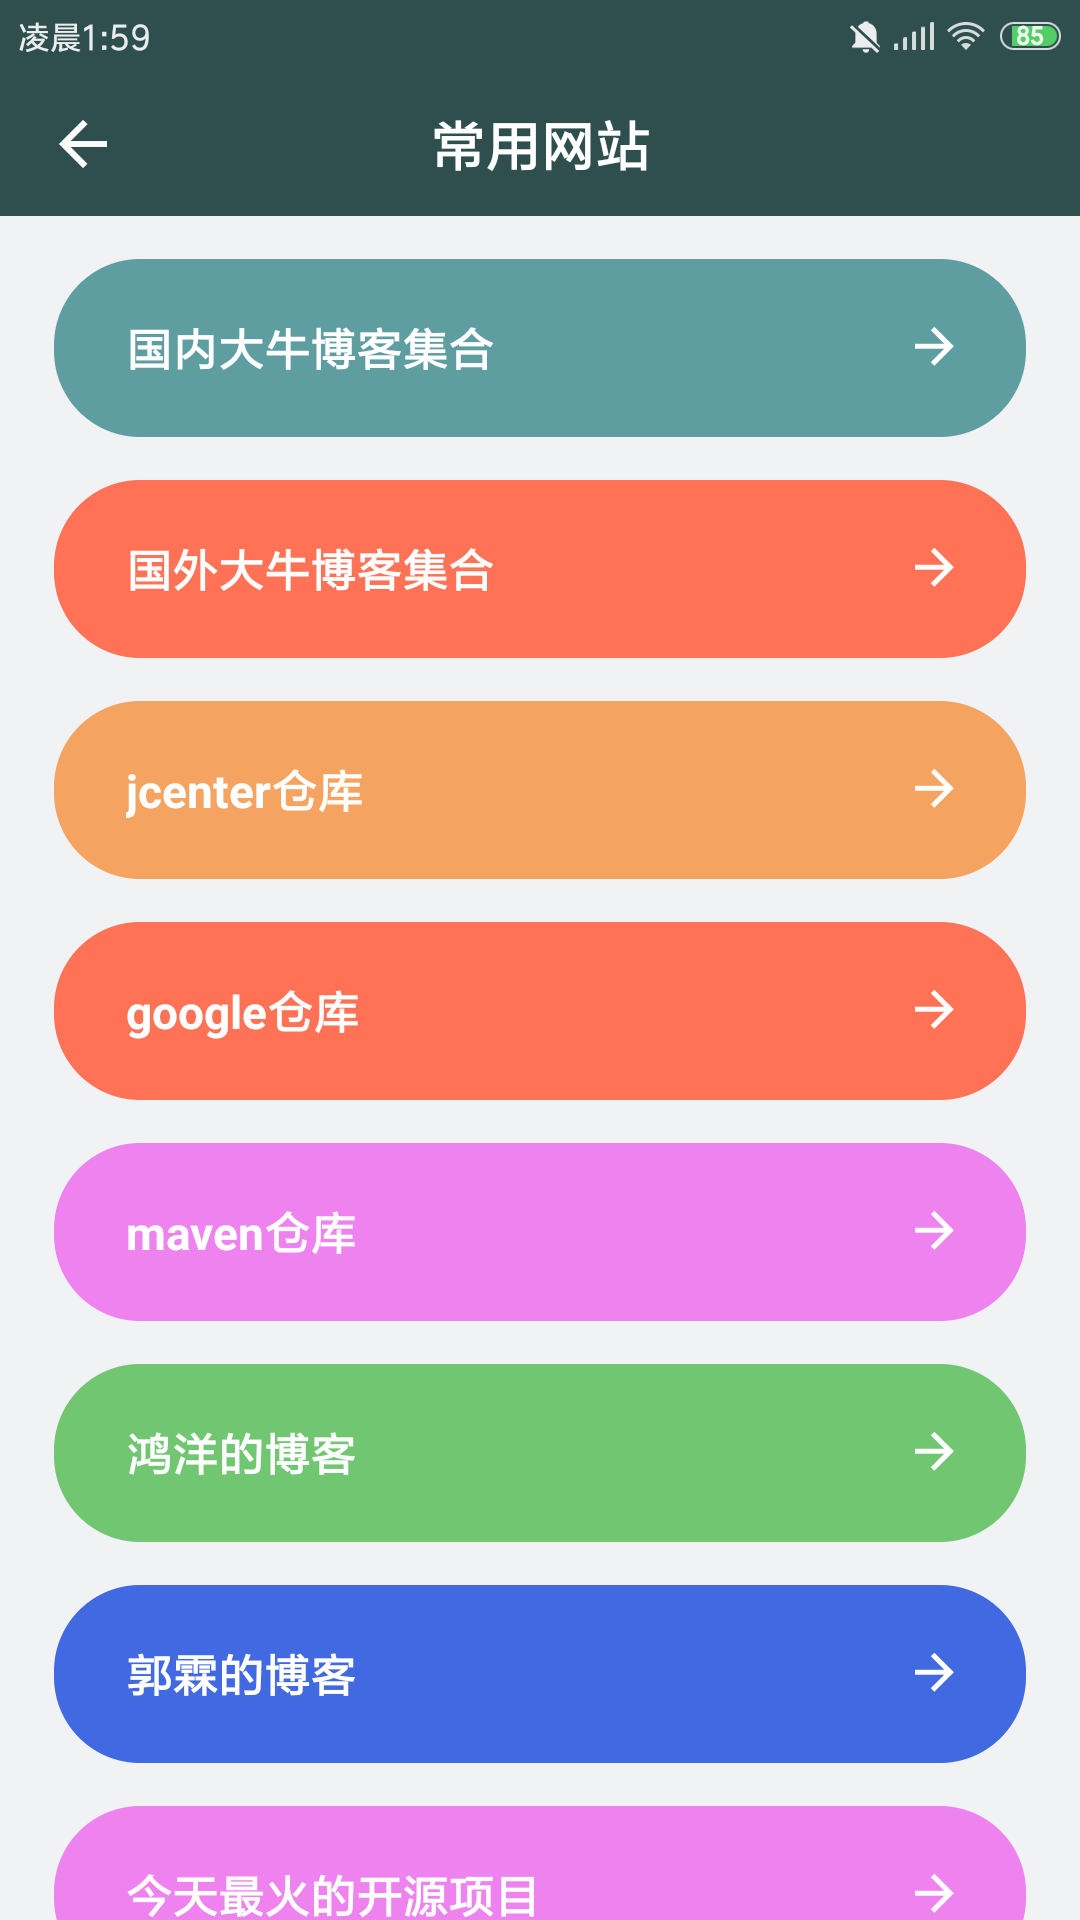 凌晨1:59
85
常用网站
国内大牛博客集合
国外大牛博客集合
jcenter仓库
google仓库
maven仓库
鸿洋的博客
郭霖的博客
今天最火的开源项目